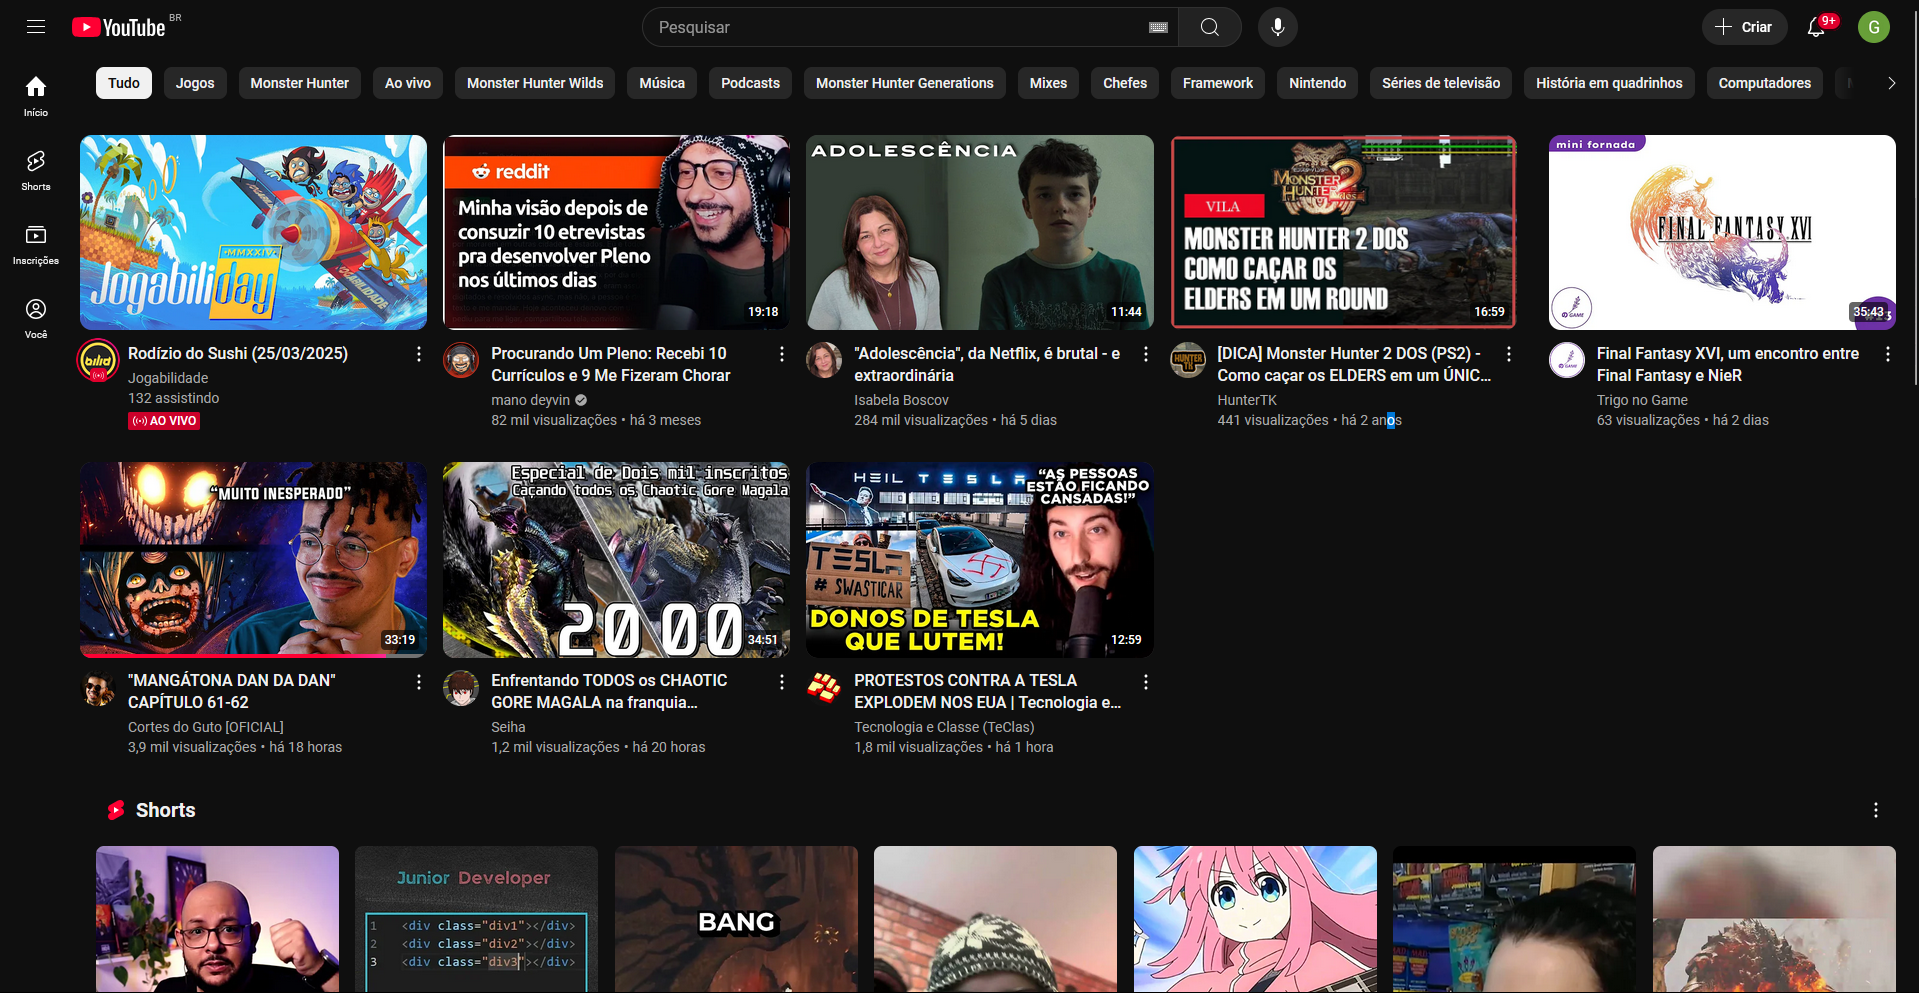 YouTube BR
Pesquisar
Criar
9+
G
Início
Shorts
Inscrições
Você
Tudo
Jogos
Monster Hunter
Ao vivo
Monster Hunter Wilds
Música
Podcasts
Monster Hunter Generations
Mixes
Chefes
Framework
Nintendo
Séries de televisão
História em quadrinhos
Computadores
MMXXIV
Jogabiliday
bilid
Rodízio do Sushi (25/03/2025)
Jogabilidade
132 assistindo
AO VIVO
reddit
Minha visão depois de
consuzir 10 etrevistas
pra desenvolver Pleno
nos últimos dias
19:18
Procurando Um Pleno: Recebi 10
Currículos e 9 Me Fizeram Chorar
mano deyvin
82 mil visualizações • há 3 meses
ADOLESCÊNCIA
11:44
"Adolescência", da Netflix, é brutal - e
extraordinária
Isabela Boscov
284 mil visualizações • há 5 dias
MONSTER HUNTER 2
VILA
MONSTER HUNTER 2 DOS
COMO CAÇAR OS
ELDERS EM UM ROUND
16:59
HUNTER
TK
[DICA] Monster Hunter 2 DOS (PS2) -
Como caçar os ELDERS em um ÚNIC...
HunterTK
441 visualizações • há 2 anos
mini fornada
FINAL FANTASY XVI
GAME
35:43
Final Fantasy XVI, um encontro entre
Final Fantasy e NieR
Trigo no Game
63 visualizações • há 2 dias
"MUITO INESPERADO"
33:19
"MANGÁTONA DAN DA DAN"
CAPÍTULO 61-62
Cortes do Guto [OFICIAL]
3,9 mil visualizações • há 18 horas
Especial de Dois mil inscritos
Caçando todos os Chaotic Gore Magala
2000
34:51
Enfrentando TODOS os CHAOTIC
GORE MAGALA na franquia...
Seiha
1,2 mil visualizações • há 20 horas
HEIL TESLA
"AS PESSOAS
ESTÃO FICANDO
CANSADAS!"
TESLA
# SWASTICAR
DONOS DE TESLA
QUE LUTEM!
12:59
PROTESTOS CONTRA A TESLA
EXPLODEM NOS EUA | Tecnologia e...
Tecnologia e Classe (TeClas)
1,8 mil visualizações • há 1 hora
Shorts
Junior Developer
1 <div class="div1"></div>
2 <div class="div2"></div>
3 <div class="div3"></div>
BANG